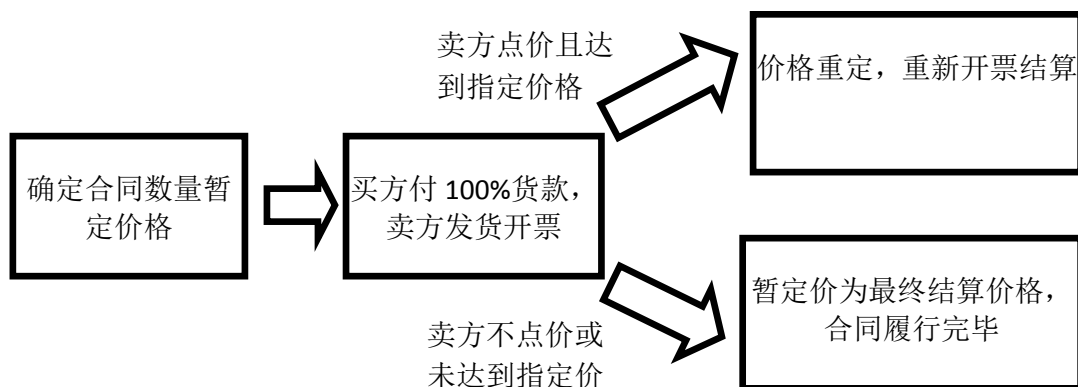 确定合同数量暂
定价格
买方付 100%货款，
卖方发货开票
卖方点价且达
到指定价格
价格重定，重新开票结算
卖方不点价或
未达到指定价
暂定价为最终结算价格，
合同履行完毕